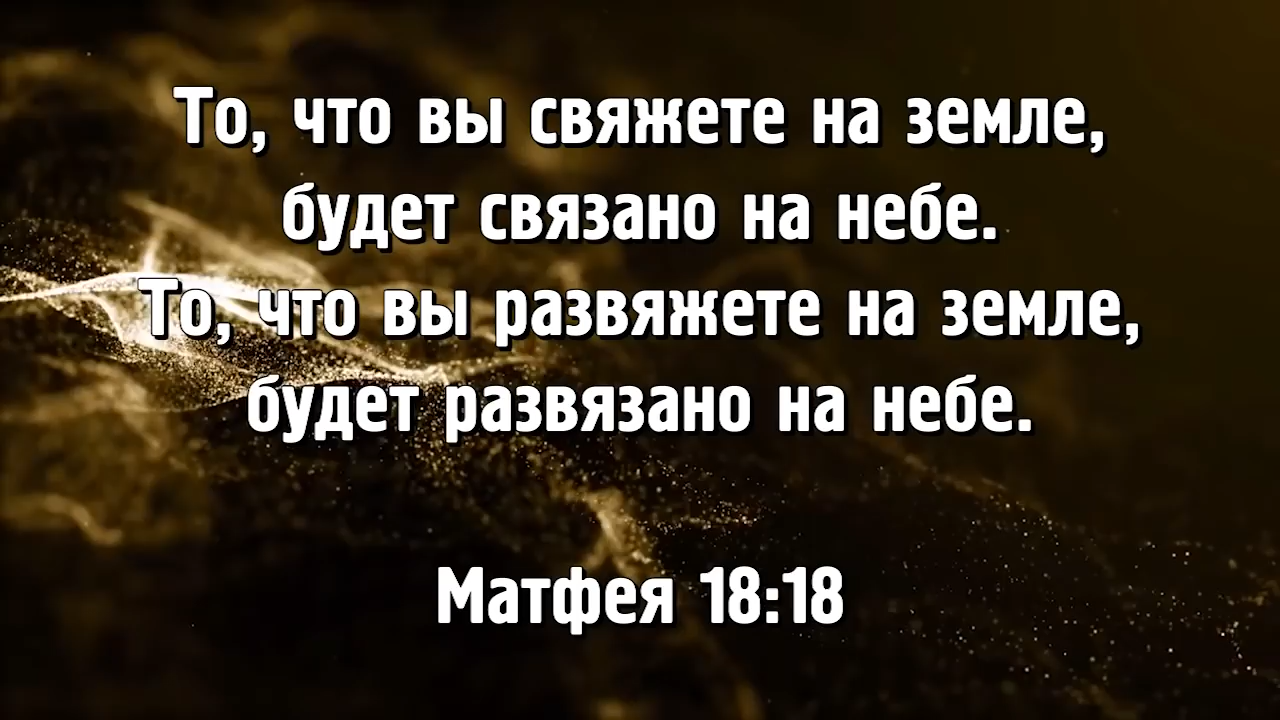 То, что вы свяжете на земле,
будет связано на небе.
То, что вы развяжете на земле,
будет развязано на небе.
Матфея 18:18